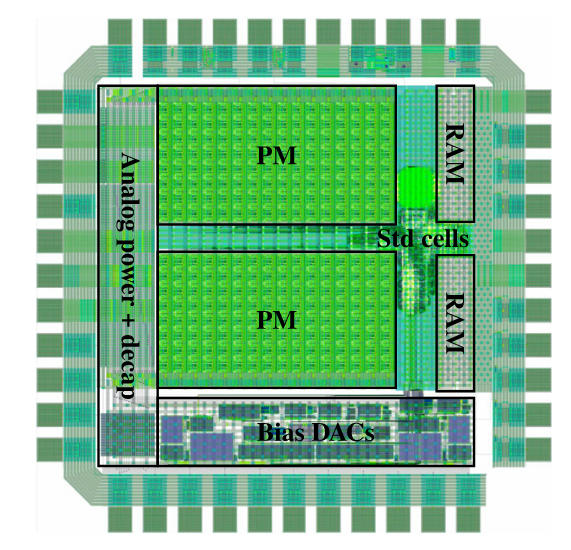 Analog power + decap
PM
RAM
Std cells
PM
RAM
Bias DACs